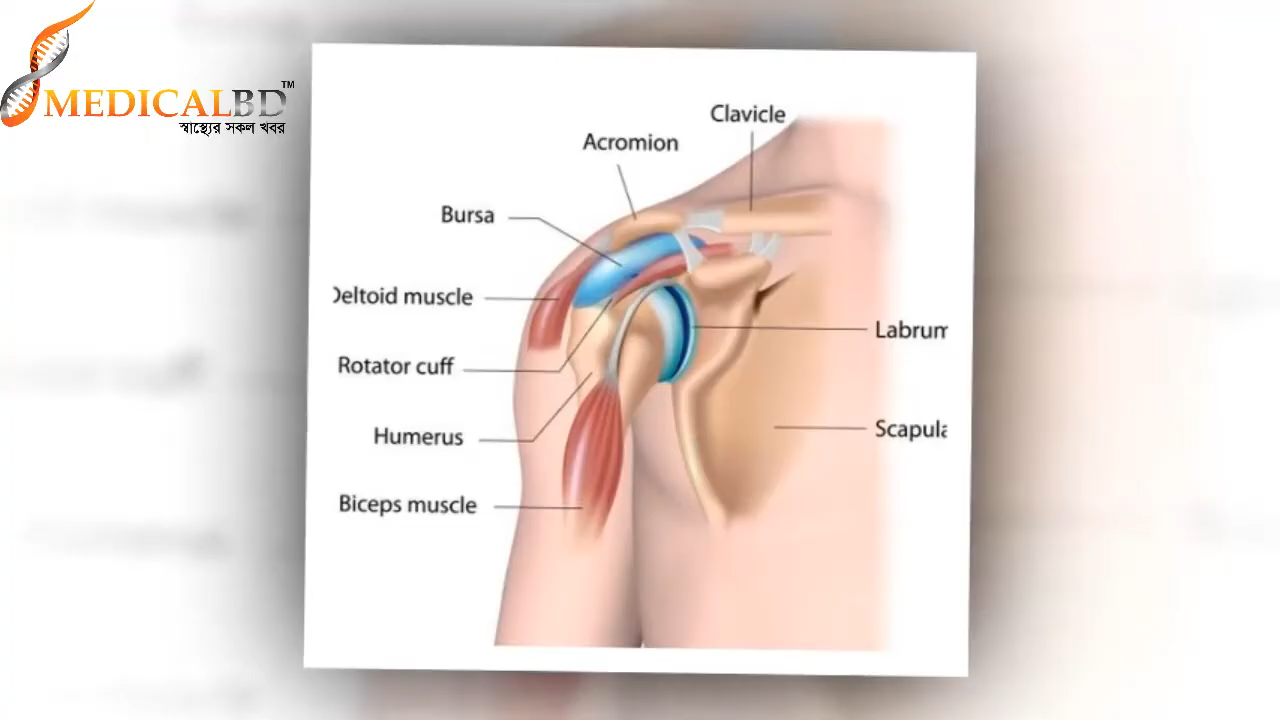 MEDICALBD™
স্বাস্থ্যের সকল খবর
Clavicle
Acromion
Bursa
Deltoid muscle
Rotator cuff
Humerus
Biceps muscle
Labrum
Scapula